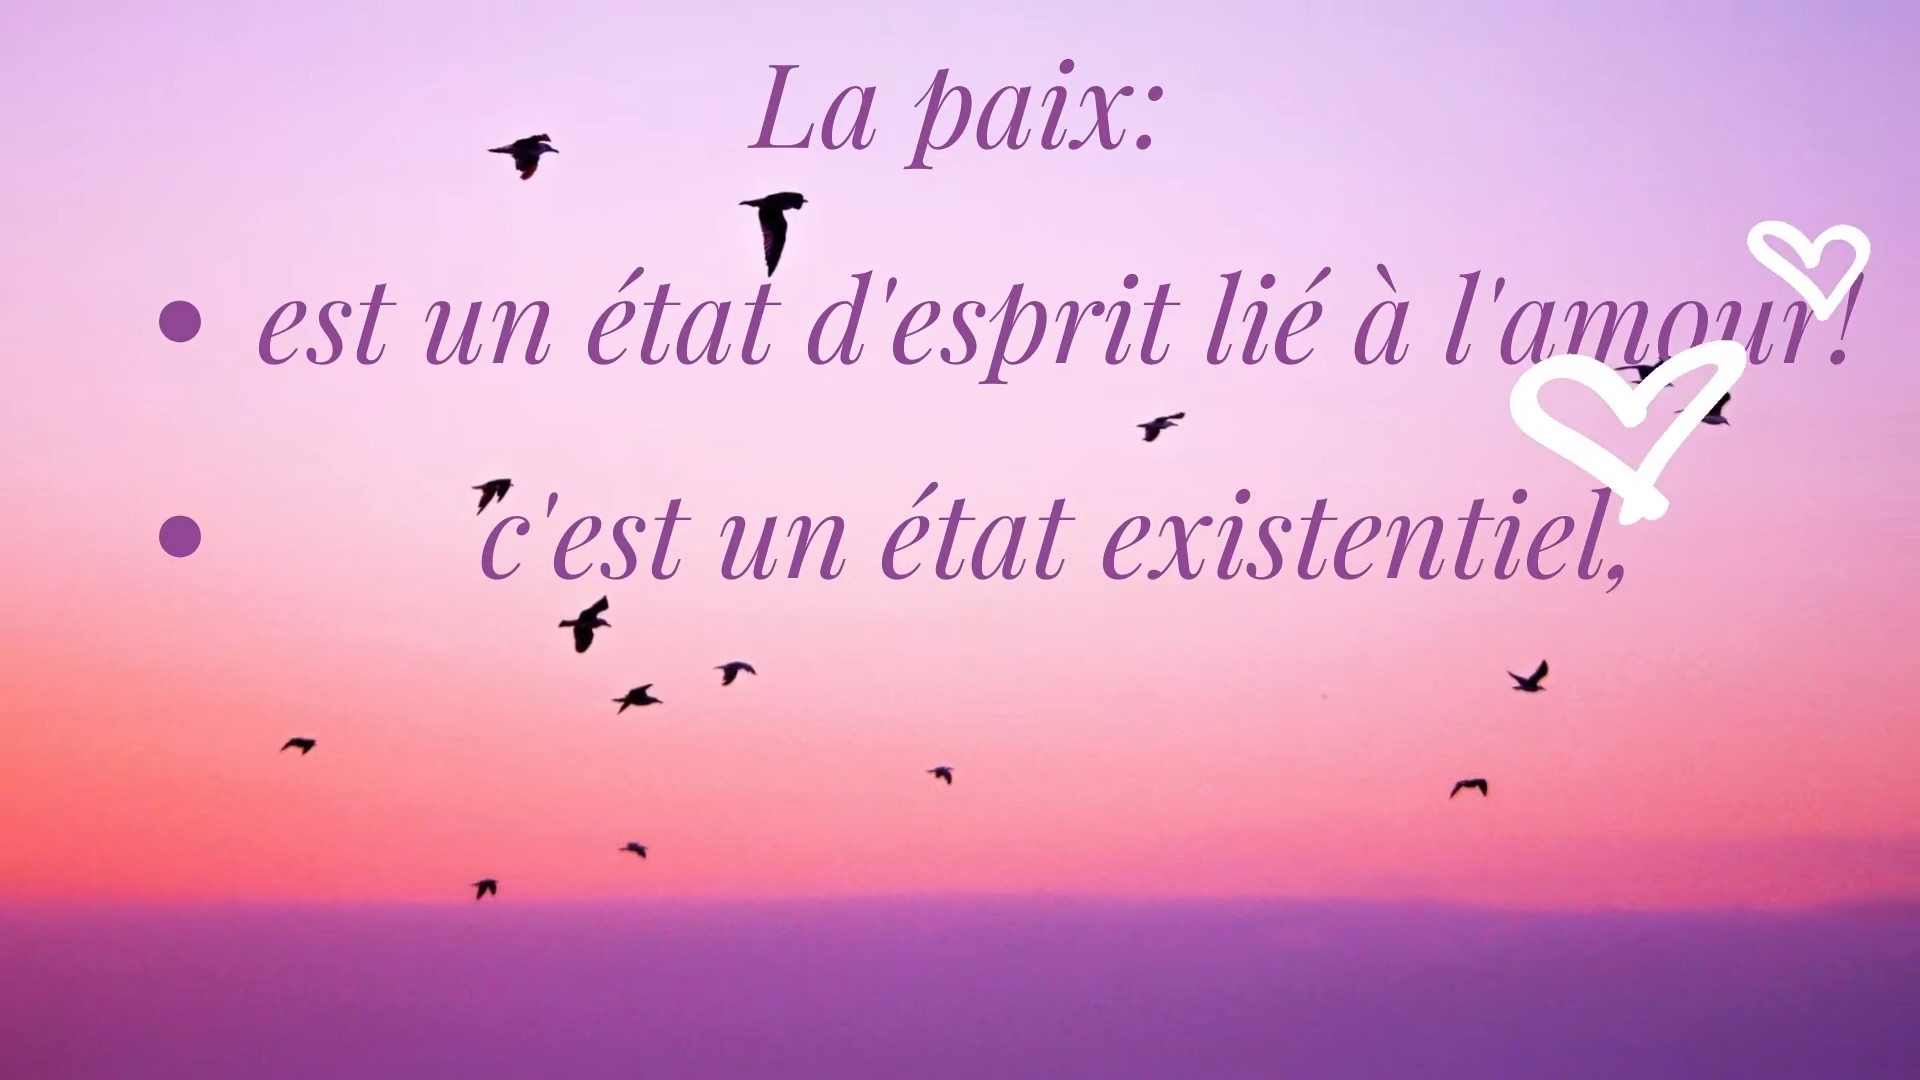 La paix:
• est un état d'esprit lié à l'amour!
• c'est un état existentiel,